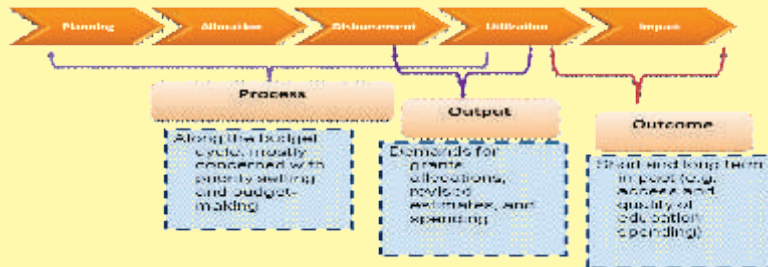 Planning
Allocation
Disbursement
Utilization
Impact
Process
Output
Outcome
Along the budget
cycle, mostly
concerned with
priority setting
and budget-
making
Demands for
grants
allocations,
revised
estimates, and
spending
Short and long term
impact (e.g.
access and
quality of
education
spending)